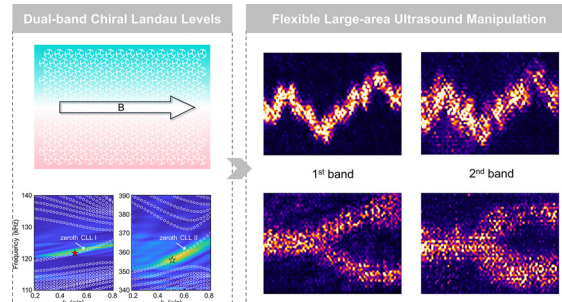 Dual-band Chiral Landau Levels
Flexible Large-area Ultrasound Manipulation
B
1st band
2nd band
140
130
120
110
Frequency (kHz)
zeroth CLL I
0.2 0.4 0.6 0.8
390
380
370
360
350
340
zeroth CLL II
0.2 0.4 0.6 0.8